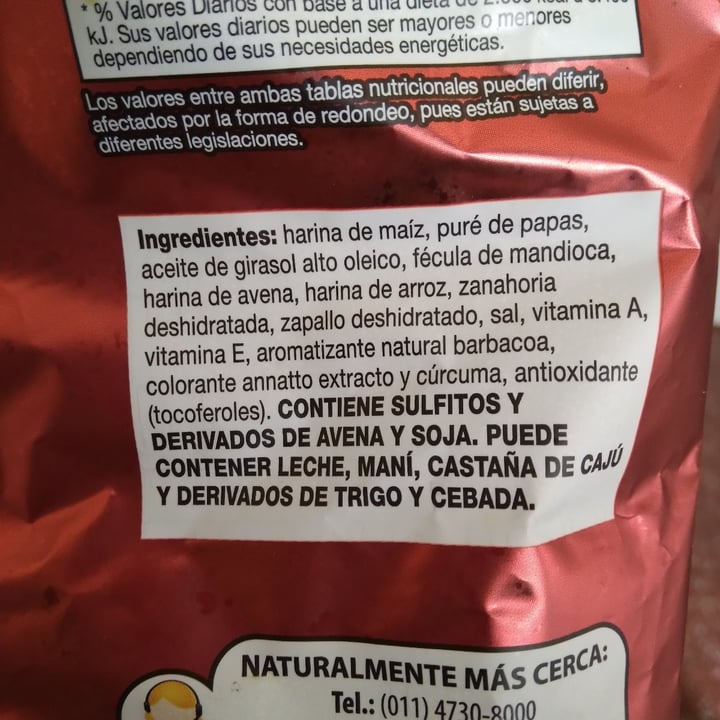 * % Valores Diarios con base a una dieta de
kJ. Sus valores diarios pueden ser mayores o menores
dependiendo de sus necesidades energéticas.
Los valores entre ambas tablas nutricionales pueden diferir,
afectados por la forma de redondeo, pues están sujetas a
diferentes legislaciones.
Ingredientes: harina de maíz, puré de papas,
aceite de girasol alto oleico, fécula de mandioca,
harina de avena, harina de arroz, zanahoria
deshidratada, zapallo deshidratado, sal, vitamina A,
vitamina E, aromatizante natural barbacoa,
colorante annatto extracto y cúrcuma, antioxidante
(tocoferoles). CONTIENE SULFITOS Y
DERIVADOS DE AVENA Y SOJA. PUEDE
CONTENER LECHE, MANÍ, CASTAÑA DE CAJÚ
Y DERIVADOS DE TRIGO Y CEBADA.
NATURALMENTE MÁS CERCA:
Tel.: (011) 4730-8000